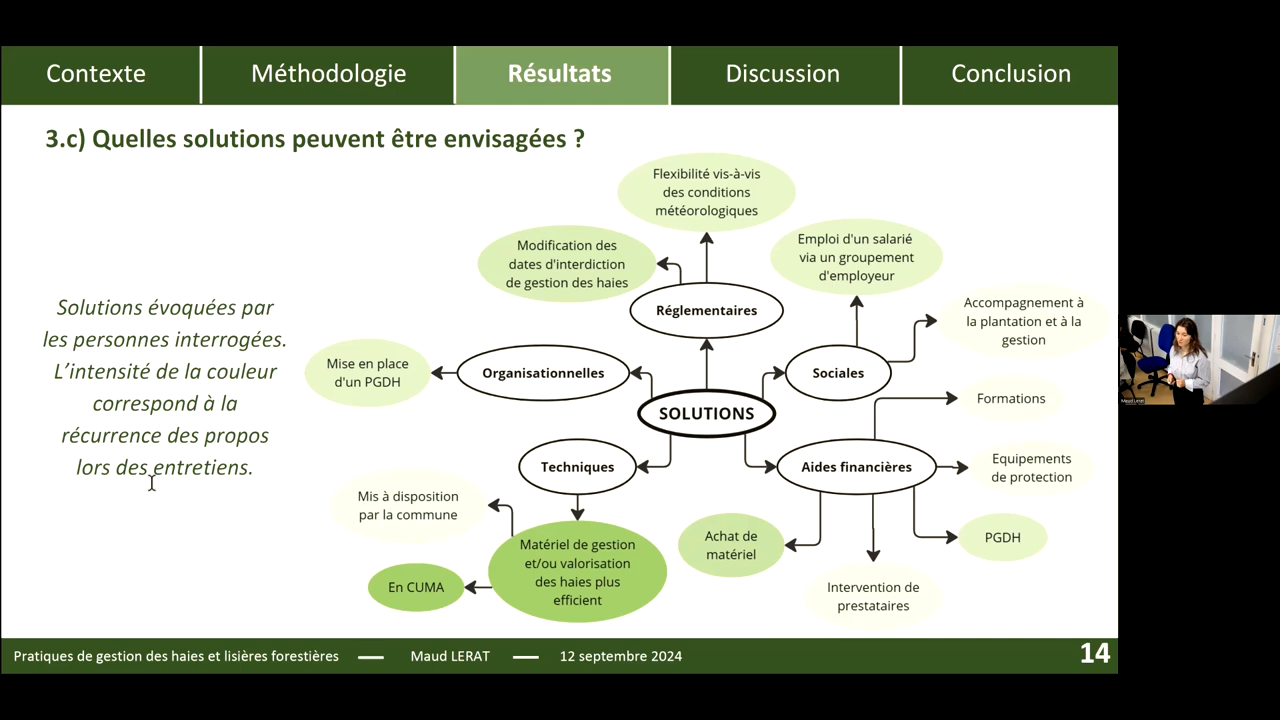 Contexte
Méthodologie
Résultats
Discussion
Conclusion
3.c) Quelles solutions peuvent être envisagées ?
Flexibilité vis-à-vis
des conditions
météorologiques
Modification des
dates d'interdiction
de gestion des haies
Emploi d'un salarié
via un groupement
d'employeur
Accompagnement à
la plantation et à la
gestion
Réglementaires
Solutions évoquées par
les personnes interrogées.
L'intensité de la couleur
correspond à la
récurrence des propos
lors des entretiens.
Mise en place
d'un PGDH
Organisationnelles
Sociales
SOLUTIONS
Formations
Techniques
Aides financières
Equipements
de protection
Mis à disposition
par la commune
Matériel de gestion
et/ou valorisation
des haies plus
efficient
En CUMA
Achat de
matériel
PGDH
Intervention de
prestataires
Pratiques de gestion des haies et lisières forestières — Maud LERAT — 12 septembre 2024
14
Maud Lerat